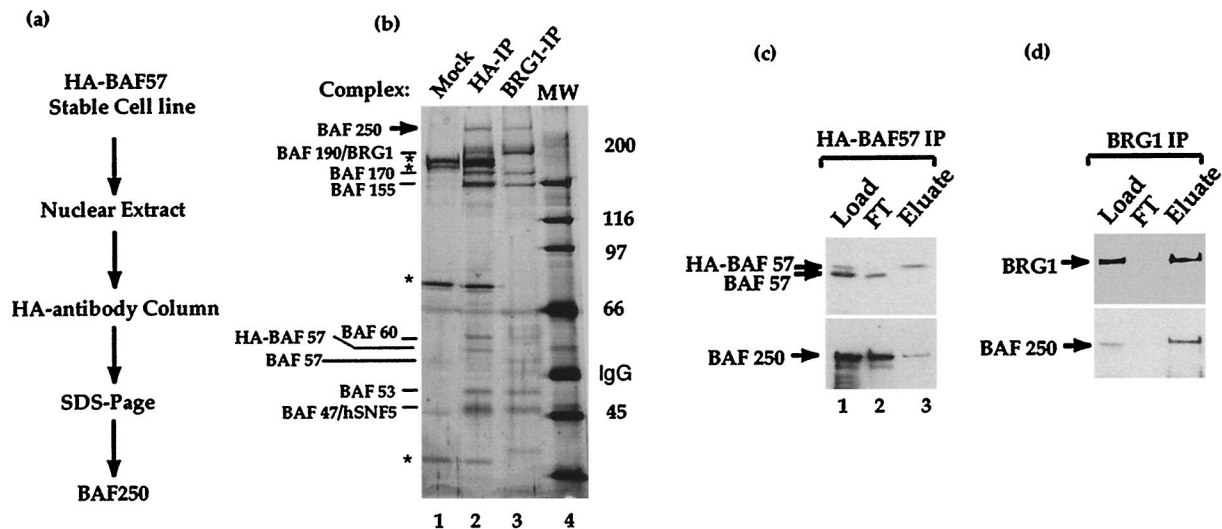 (a)
HA-BAF57
Stable Cell line
Nuclear Extract
HA-antibody Column
SDS-Page
BAF250
(b)
Complex:
Mock
HA-IP
BRG1-IP
MW
BAF 250
BAF 190/BRG1
*
*
BAF 170
BAF 155
*
HA-BAF 57
BAF 60
BAF 57
BAF 53
BAF 47/hSNF5
*
200
116
97
66
IgG
45
1 2 3 4
(c)
HA-BAF57 IP
Load
FT
Eluate
HA-BAF 57
BAF 57
BAF 250
1 2 3
(d)
BRG1 IP
Load
FT
Eluate
BRG1
BAF 250